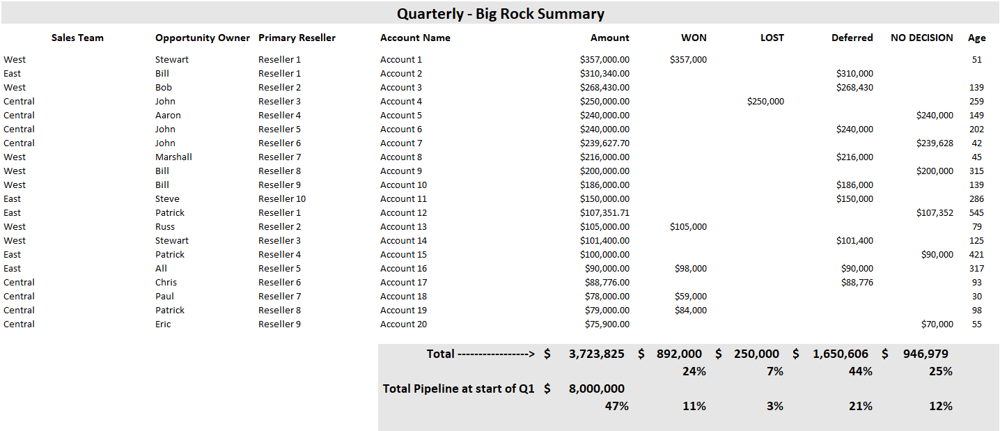 Quarterly - Big Rock Summary
Sales Team Opportunity Owner Primary Reseller Account Name Amount WON LOST Deferred NO DECISION Age
West Stewart Reseller 1 Account 1 $357,000.00 $357,000 51
East Bill Reseller 1 Account 2 $310,340.00 $310,000
West Bob Reseller 2 Account 3 $268,430.00 $268,430 139
Central John Reseller 3 Account 4 $250,000.00 $250,000 259
Central Aaron Reseller 4 Account 5 $240,000.00 $240,000 149
Central John Reseller 5 Account 6 $240,000.00 $240,000 202
Central John Reseller 6 Account 7 $239,627.70 $239,628 42
West Marshall Reseller 7 Account 8 $216,000.00 $216,000 45
West Bill Reseller 8 Account 9 $200,000.00 $200,000 315
West Bill Reseller 9 Account 10 $186,000.00 $186,000 139
East Steve Reseller 10 Account 11 $150,000.00 $150,000 286
East Patrick Reseller 1 Account 12 $107,351.71 $107,352 545
West Russ Reseller 2 Account 13 $105,000.00 $105,000 79
West Stewart Reseller 3 Account 14 $101,400.00 $101,400 125
East Patrick Reseller 4 Account 15 $100,000.00 $90,000 421
East All Reseller 5 Account 16 $90,000.00 $98,000 $90,000 317
Central Chris Reseller 6 Account 17 $88,776.00 $88,776 93
Central Paul Reseller 7 Account 18 $78,000.00 $59,000 30
Central Patrick Reseller 8 Account 19 $79,000.00 $84,000 98
Central Eric Reseller 9 Account 20 $75,900.00 $70,000 55
Total -----------------> $ 3,723,825 $ 892,000 $ 250,000 $ 1,650,606 $ 946,979
24% 7% 44% 25%
Total Pipeline at start of Q1 $ 8,000,000
47% 11% 3% 21% 12%